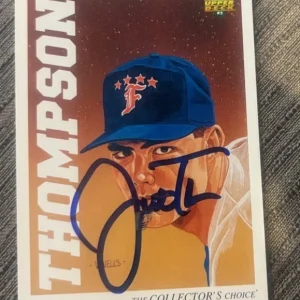 UPPER
DECK
THOMPSON
F
THE COLLECTOR'S CHOICE